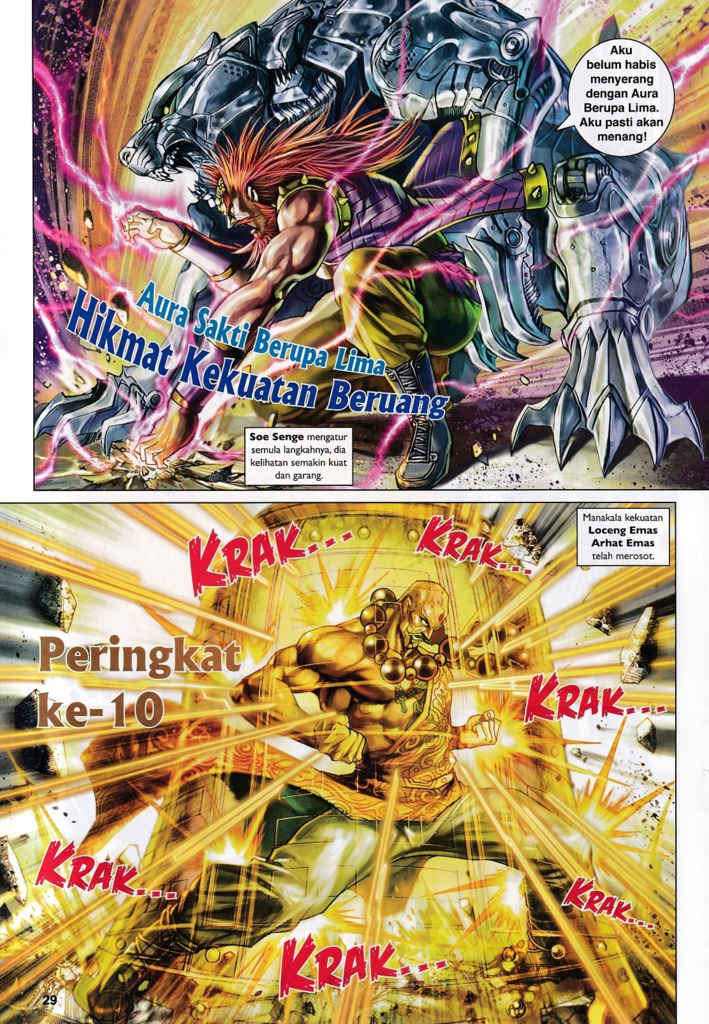 Aku
belum habis
menyerang
dengan Aura
Berupa Lima.
Aku pasti akan
menang!
Aura Sakti Berupa Lima
Hikmat Kekuatan Beruang
Soe Senge mengatur
semula langkahnya, dia
kelihatan semakin kuat
dan garang.
Manakala kekuatan
Loceng Emas
Arhat Emas
telah merosot.
KRAK...
KRAK...
Peringkat
ke-10
KRAK...
KRAK...
KRAK...
KRAK...
29